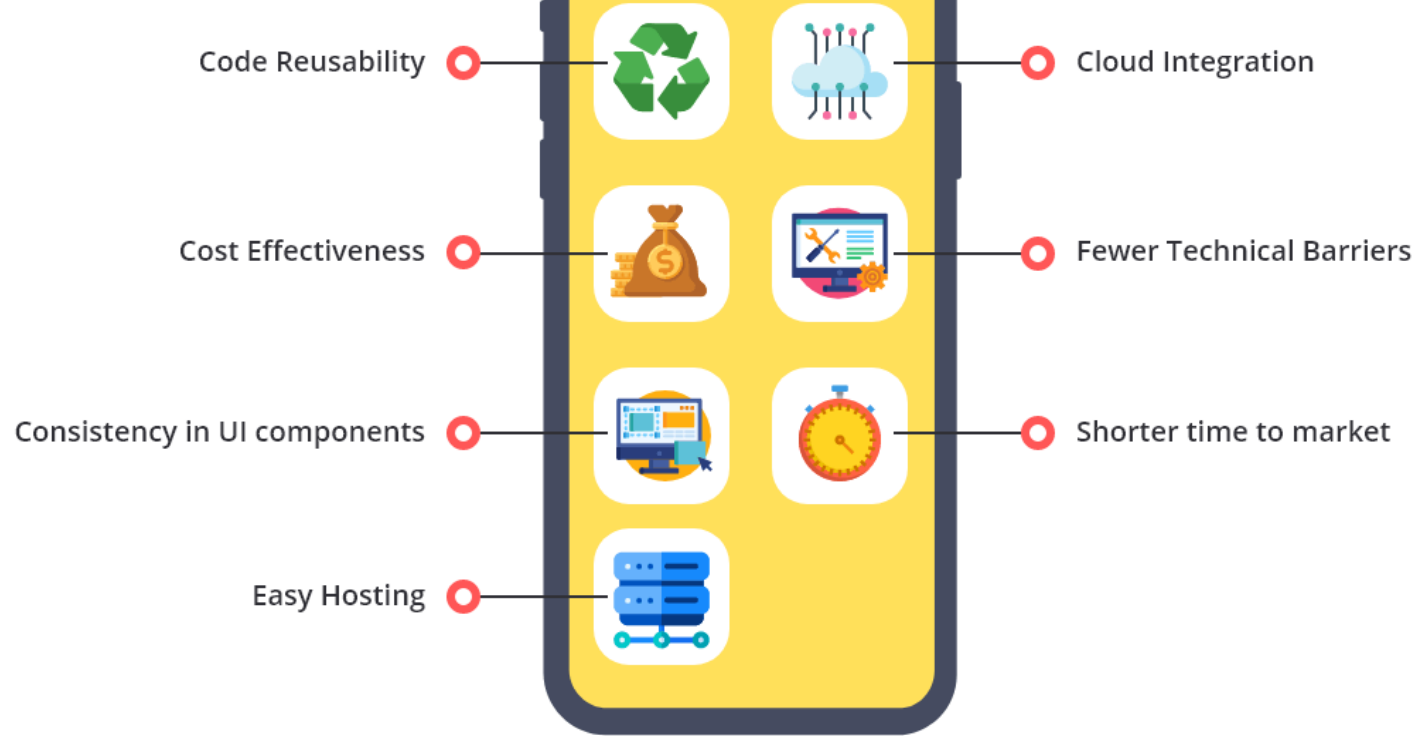 Code Reusability
Cloud Integration
Cost Effectiveness
Fewer Technical Barriers
Consistency in UI components
Shorter time to market
Easy Hosting
$